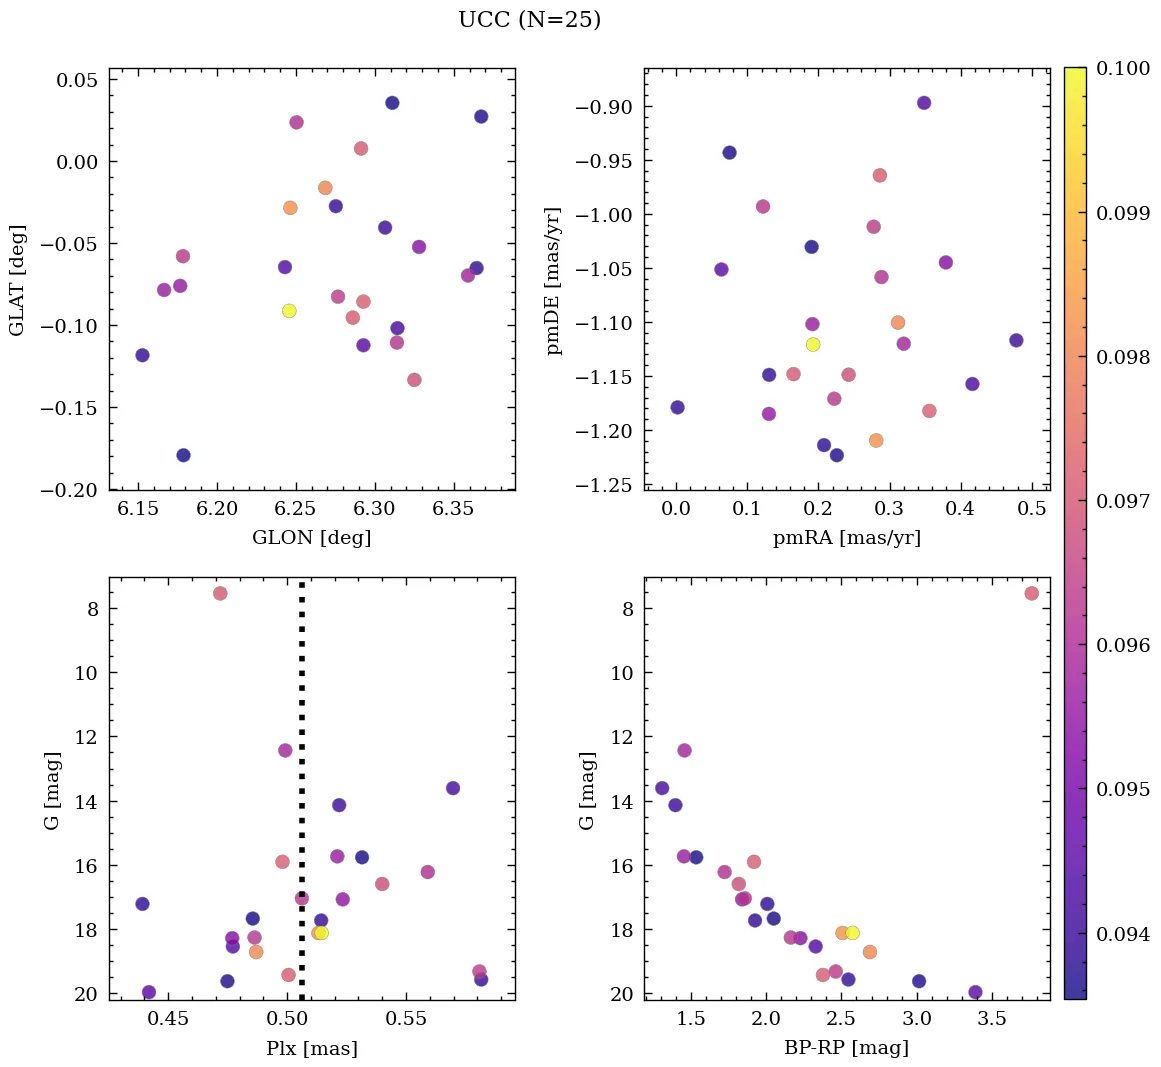 UCC (N=25)
0.05
0.00
−0.05
−0.10
−0.15
−0.20
GLAT [deg]
6.15 6.20 6.25 6.30 6.35
GLON [deg]
−0.90
−0.95
−1.00
−1.05
−1.10
−1.15
−1.20
−1.25
pmDE [mas/yr]
0.0 0.1 0.2 0.3 0.4 0.5
pmRA [mas/yr]
8
10
12
14
16
18
20
G [mag]
0.45 0.50 0.55
Plx [mas]
8
10
12
14
16
18
20
G [mag]
1.5 2.0 2.5 3.0 3.5
BP-RP [mag]
0.100
0.099
0.098
0.097
0.096
0.095
0.094